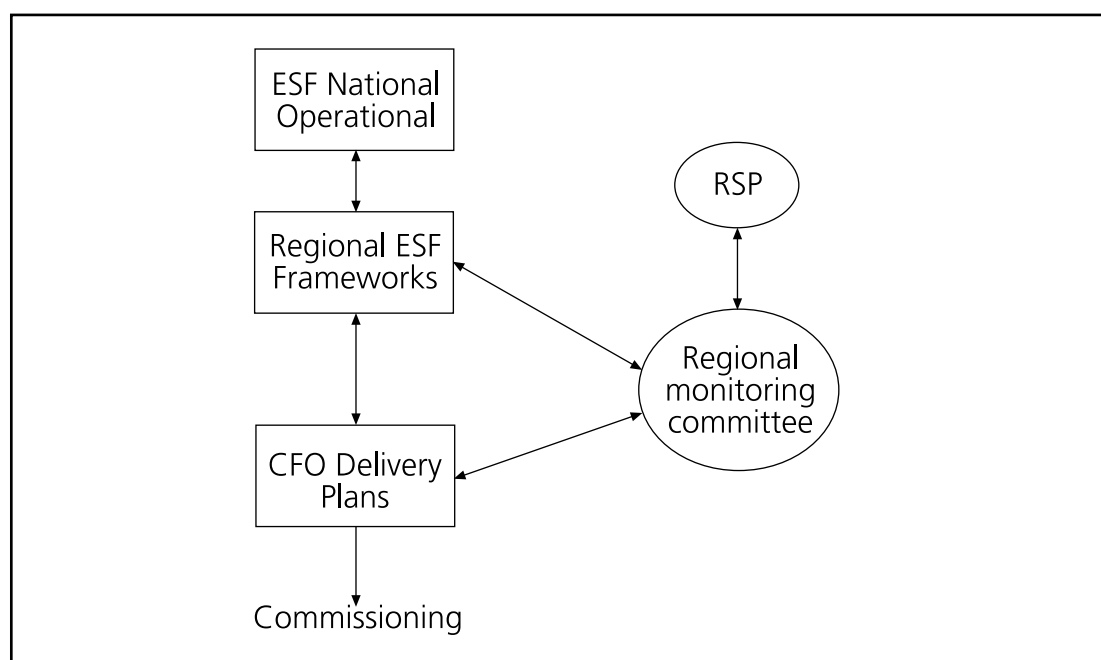 ESF National
Operational
RSP
Regional ESF
Frameworks
Regional
monitoring
committee
CFO Delivery
Plans
Commissioning